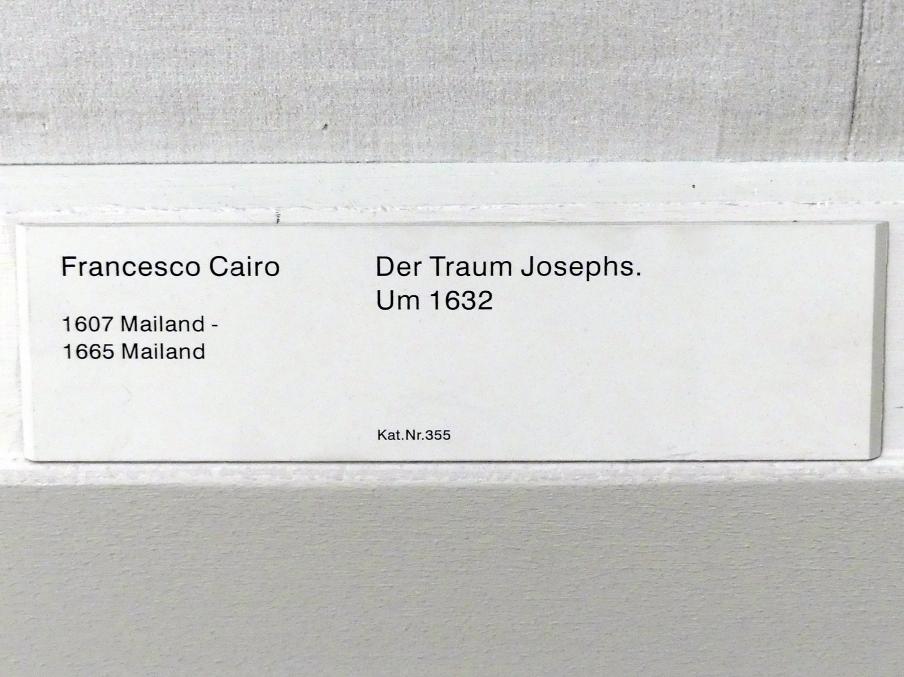 Francesco Cairo
1607 Mailand -
1665 Mailand
Der Traum Josephs.
Um 1632
Kat.Nr.355